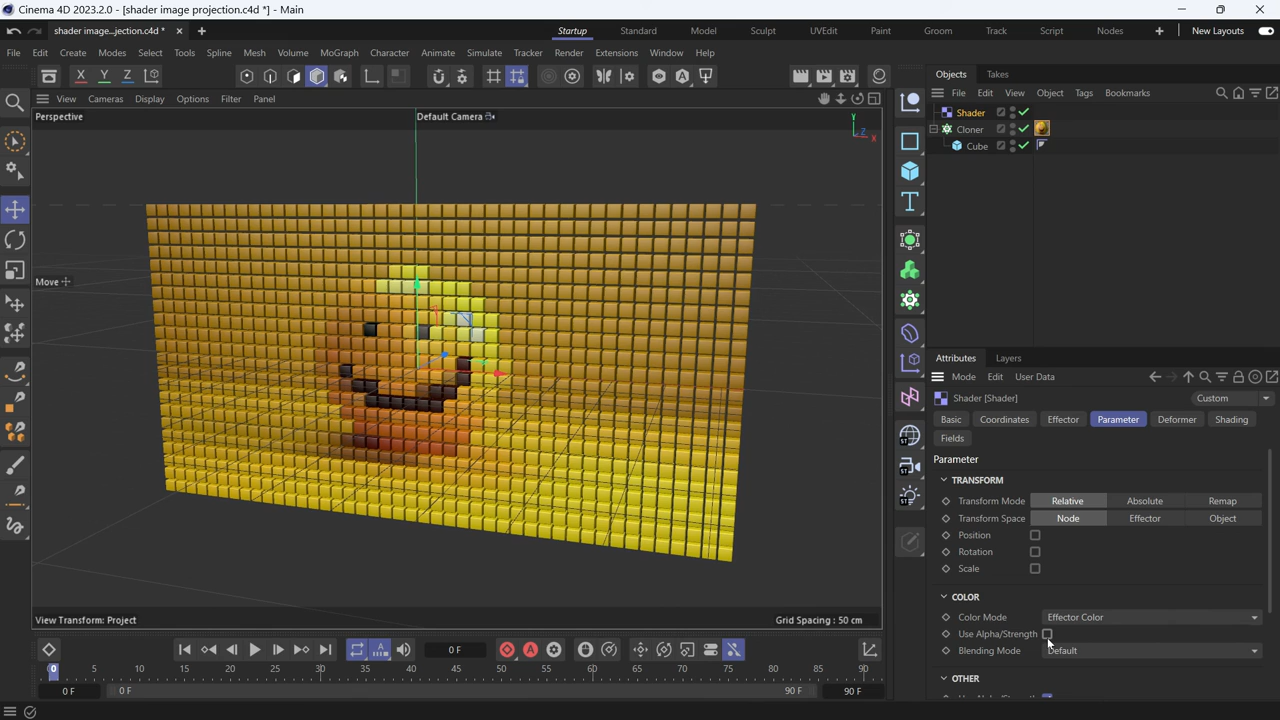 Cinema 4D 2023.2.0 - [shader image projection.c4d *] - Main
shader image...jection.c4d *
Startup Standard Model Sculpt UVEdit Paint Groom Track Script Nodes New Layouts
File Edit Create Modes Select Tools Spline Mesh Volume MoGraph Character Animate Simulate Tracker Render Extensions Window Help
X Y Z
View Cameras Display Options Filter Panel
Perspective
Default Camera
Y
Z
X
Move
View Transform: Project
Grid Spacing : 50 cm
0 F
0 5 10 15 20 25 30 35 40 45 50 55 60 65 70 75 80 85 90
0 F 0 F 90 F 90 F
Objects Takes
File Edit View Object Tags Bookmarks
Shader
Cloner
Cube
Attributes Layers
Mode Edit User Data
Shader [Shader]
Custom
Basic Coordinates Effector Parameter Deformer Shading
Fields
Parameter
TRANSFORM
Transform Mode Relative Absolute Remap
Transform Space Node Effector Object
Position
Rotation
Scale
COLOR
Color Mode Effector Color
Use Alpha/Strength
Blending Mode Default
OTHER
Use Alpha/Strength